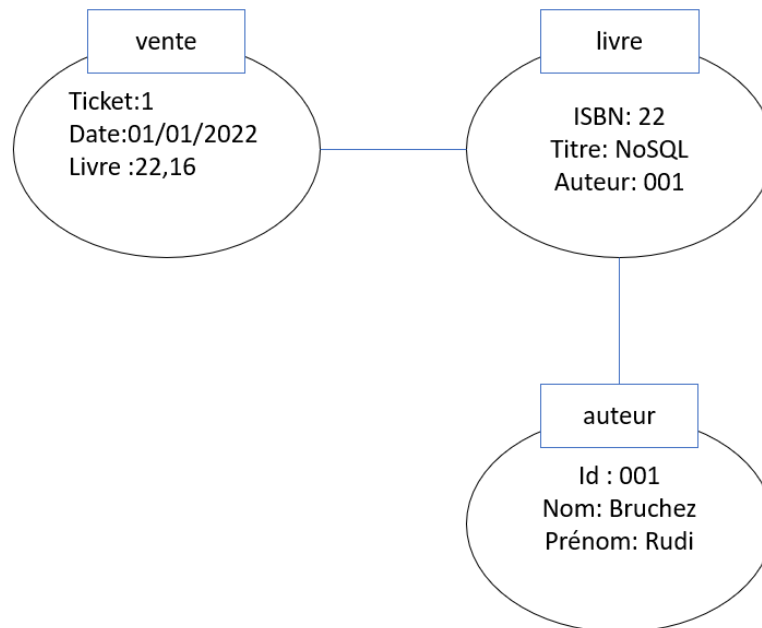 vente
Ticket:1
Date:01/01/2022
Livre :22,16
livre
ISBN: 22
Titre: NoSQL
Auteur: 001
auteur
Id : 001
Nom: Bruchez
Prénom: Rudi